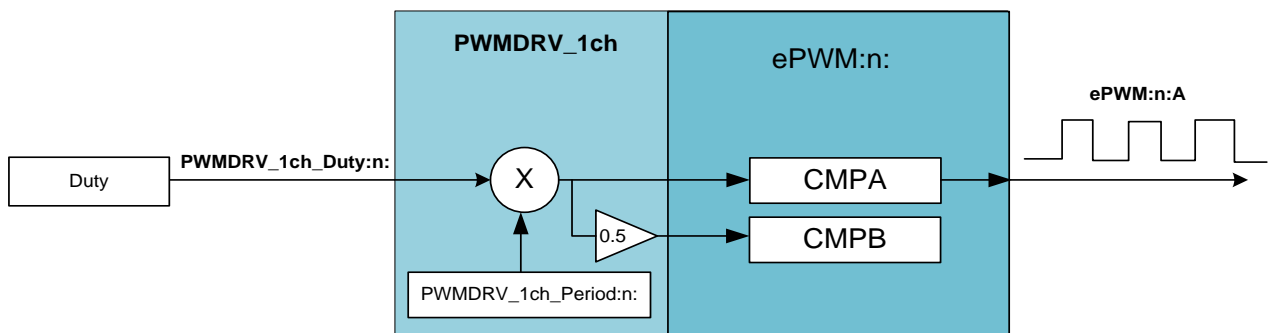 PWMDRV_1ch
ePWM:n:
ePWM:n:A
PWMDRV_1ch_Duty:n:
Duty
X
CMPA
0.5
CMPB
PWMDRV_1ch_Period:n: